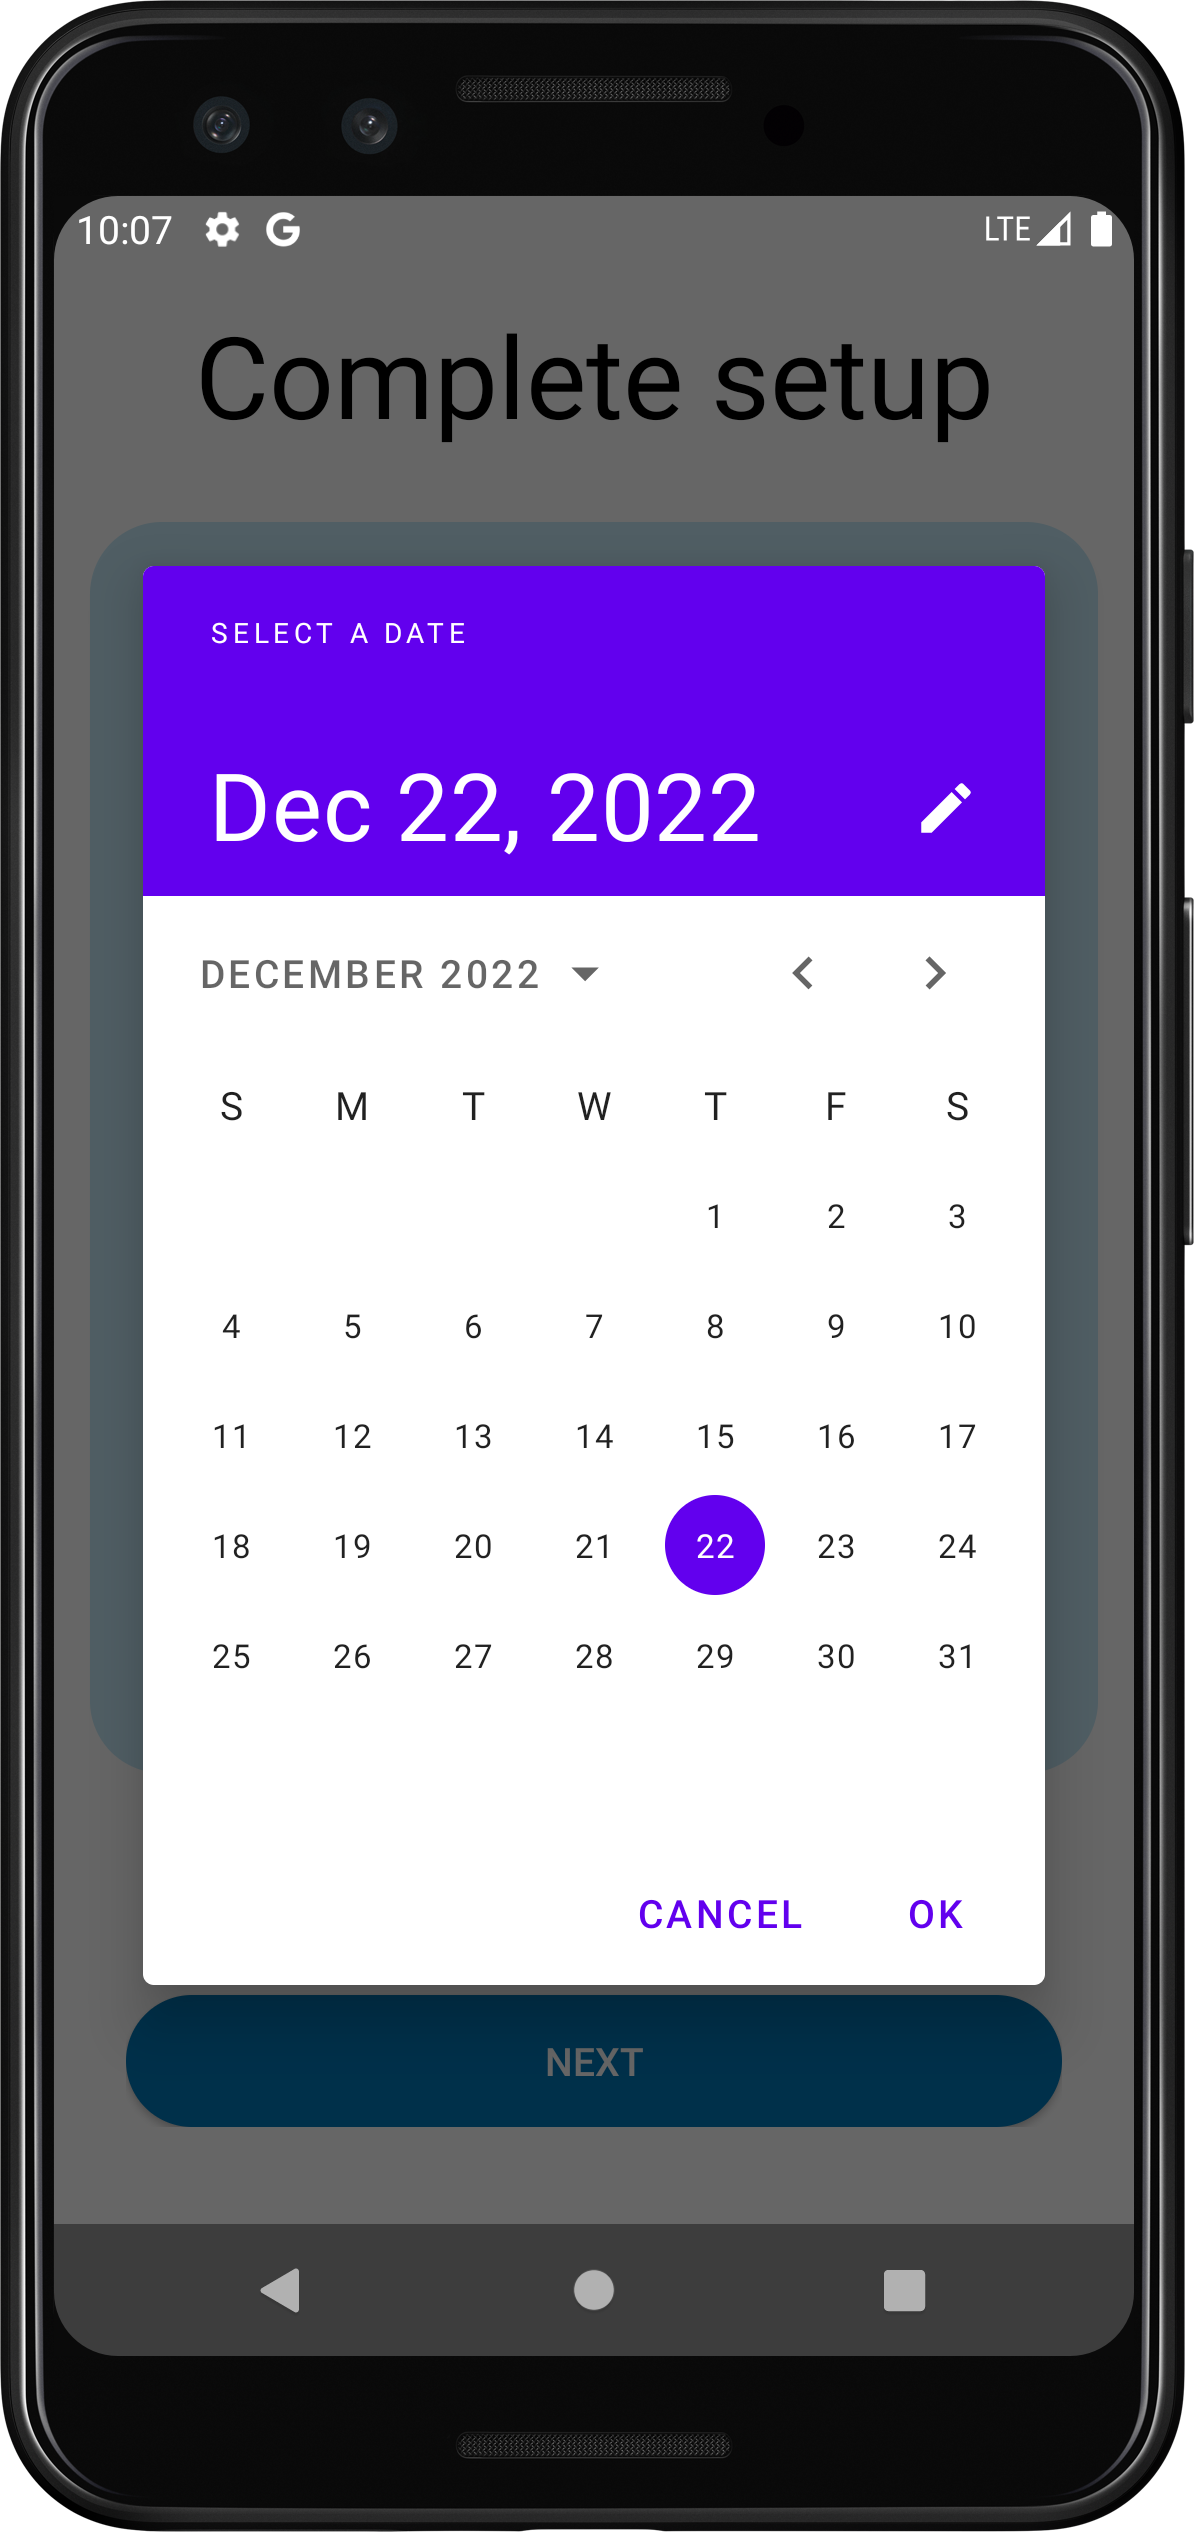 10:07 LTE
Complete setup
SELECT A DATE
Dec 22, 2022
DECEMBER 2022
S M T W T F S
1 2 3
4 5 6 7 8 9 10
11 12 13 14 15 16 17
18 19 20 21 22 23 24
25 26 27 28 29 30 31
CANCEL OK
NEXT